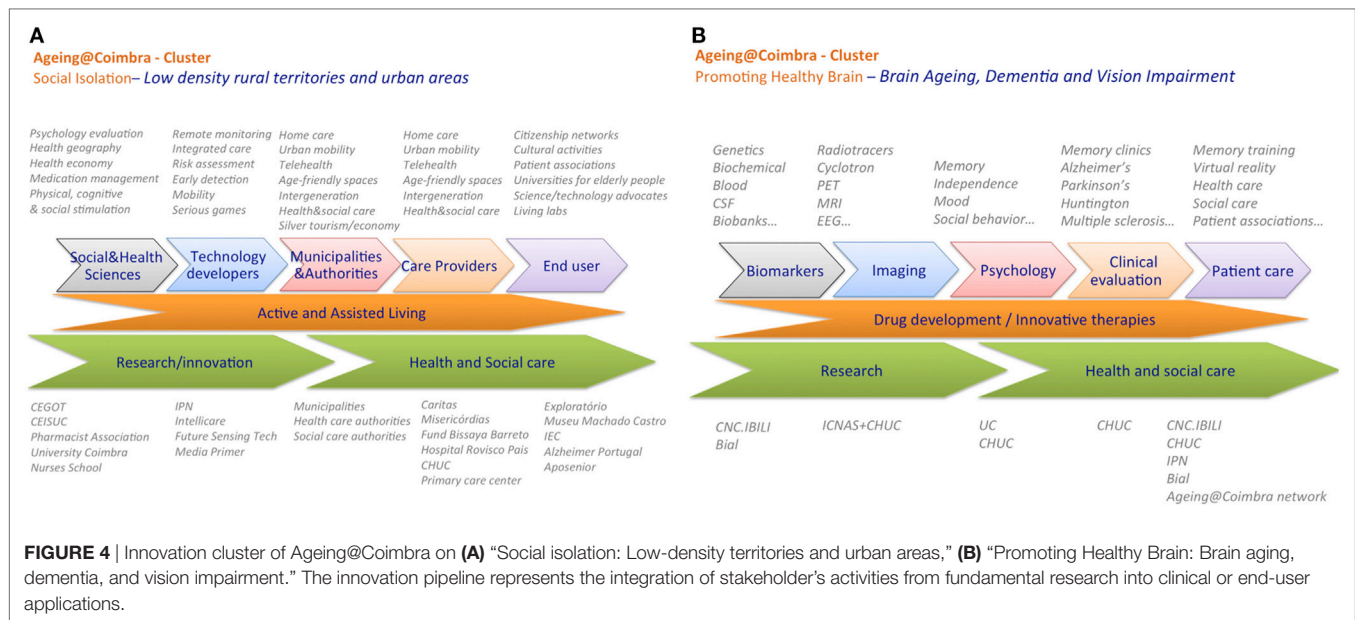 A
Ageing@Coimbra - Cluster
Social Isolation– Low density rural territories and urban areas
Psychology evaluation
Health geography
Health economy
Medication management
Physical, cognitive
& social stimulation
Remote monitoring
Integrated care
Risk assessment
Early detection
Mobility
Serious games
Home care
Urban mobility
Telehealth
Age-friendly spaces
Intergeneration
Health&social care
Silver tourism/economy
Home care
Urban mobility
Telehealth
Age-friendly spaces
Intergeneration
Health&social care
Citizenship networks
Cultural activities
Patient associations
Universities for elderly people
Science/technology advocates
Living labs
Social&Health
Sciences
Technology
developers
Municipalities
&Authorities
Care Providers
End user
Active and Assisted Living
Research/innovation
Health and Social care
CEGOT
CEISUC
Pharmacist Association
University Coimbra
Nurses School
IPN
Intellicare
Future Sensing Tech
Media Primer
Municipalities
Health care authorities
Social care authorities
Caritas
Misericórdias
Fund Bissaya Barreto
Hospital Rovisco Pais
CHUC
Primary care center
Exploratório
Museu Machado Castro
IEC
Alzheimer Portugal
Aposenior
B
Ageing@Coimbra - Cluster
Promoting Healthy Brain – Brain Ageing, Dementia and Vision Impairment
Genetics
Biochemical
Blood
CSF
Biobanks...
Radiotracers
Cyclotron
PET
MRI
EEG...
Memory
Independence
Mood
Social behavior...
Memory clinics
Alzheimer's
Parkinson's
Huntington
Multiple sclerosis...
Memory training
Virtual reality
Health care
Social care
Patient associations...
Biomarkers
Imaging
Psychology
Clinical
evaluation
Patient care
Drug development / Innovative therapies
Research
Health and social care
CNC.IBILI
Bial
ICNAS+CHUC
UC
CHUC
CHUC
CNC.IBILI
CHUC
IPN
Bial
Ageing@Coimbra network
FIGURE 4 | Innovation cluster of Ageing@Coimbra on (A) “Social isolation: Low-density territories and urban areas,” (B) “Promoting Healthy Brain: Brain aging,
dementia, and vision impairment.” The innovation pipeline represents the integration of stakeholder’s activities from fundamental research into clinical or end-user
applications.